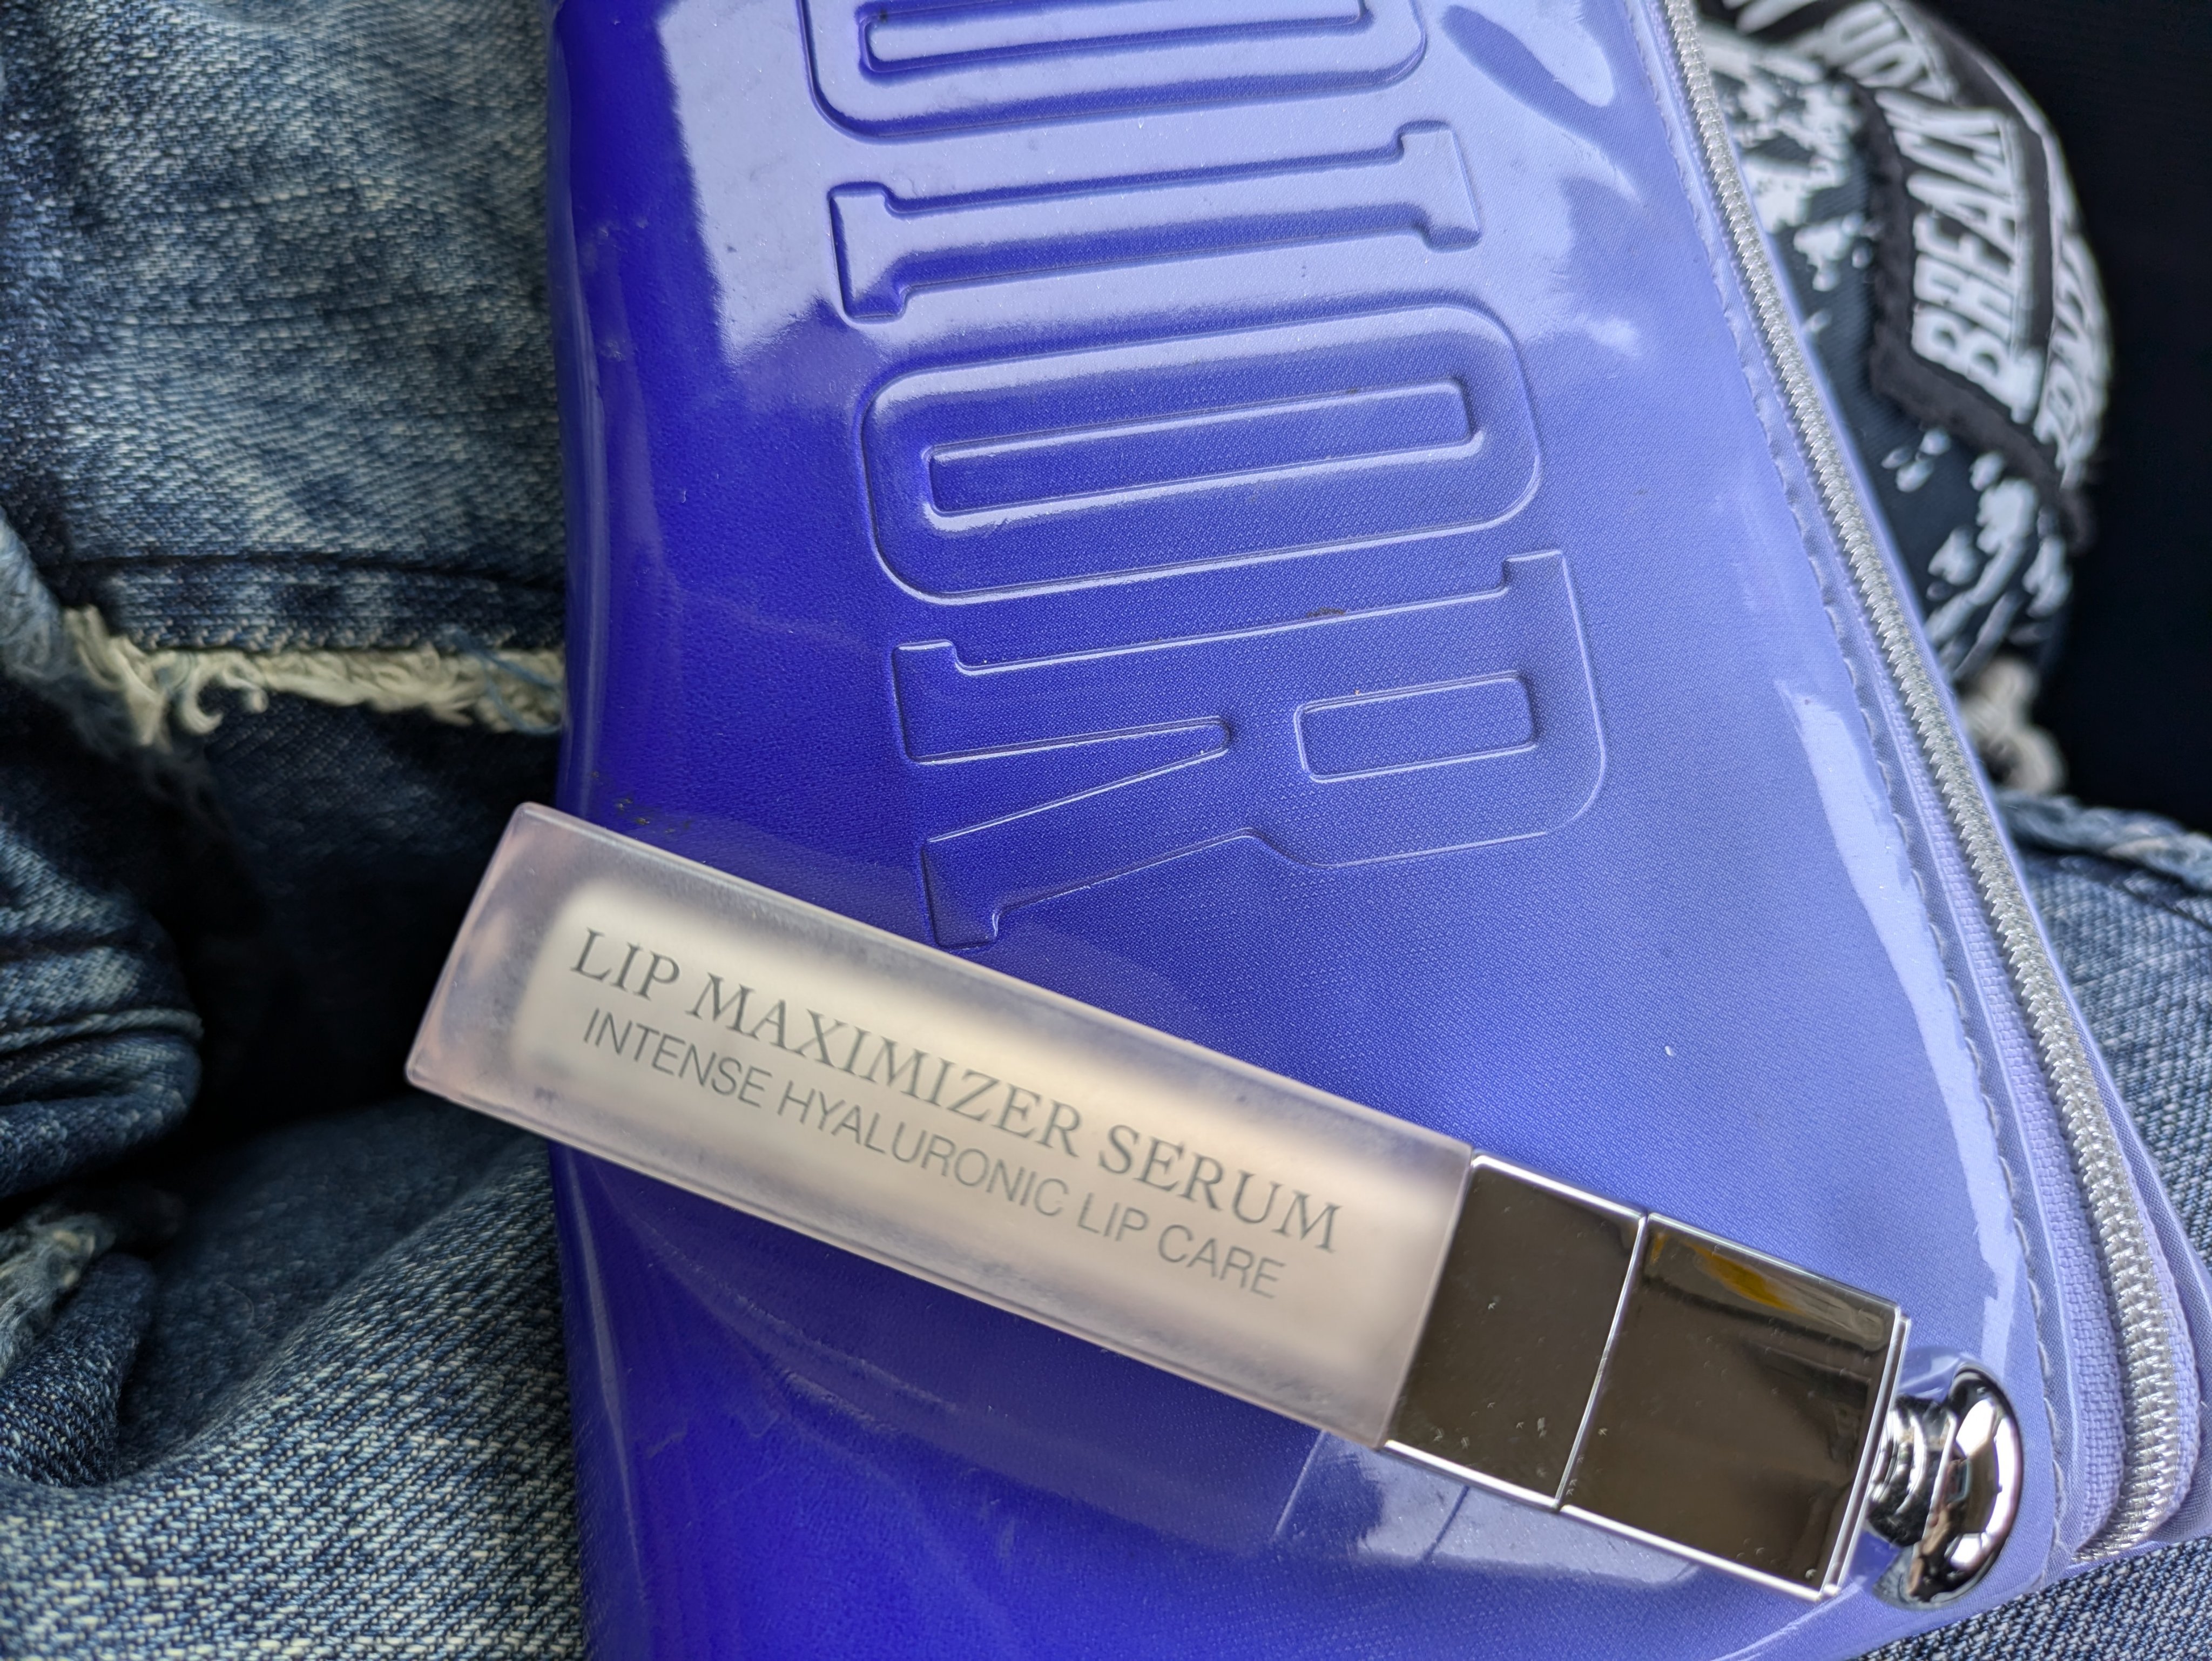 DIOR
LIP MAXIMIZER SERUM
INTENSE HYALURONIC LIP CARE